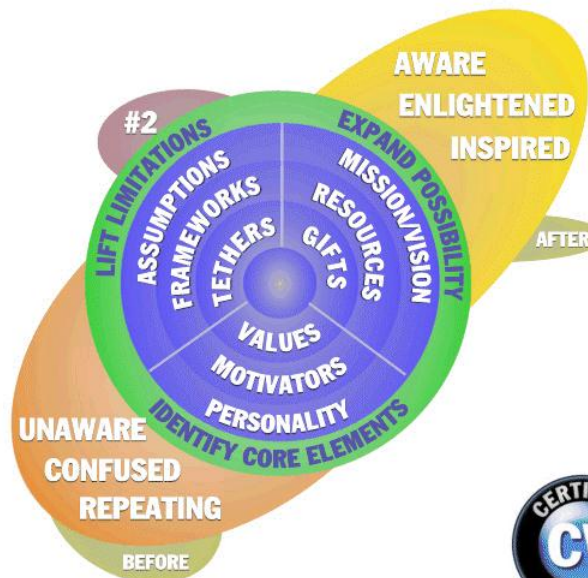 AWARE
ENLIGHTENED
INSPIRED
#2
LIFT LIMITATIONS
EXPAND POSSIBILITY
ASSUMPTIONS
FRAMEWORKS
TETHERS
MISSION/VISION
RESOURCES
GIFTS
AFTER
VALUES
MOTIVATORS
PERSONALITY
IDENTIFY CORE ELEMENTS
UNAWARE
CONFUSED
REPEATING
BEFORE